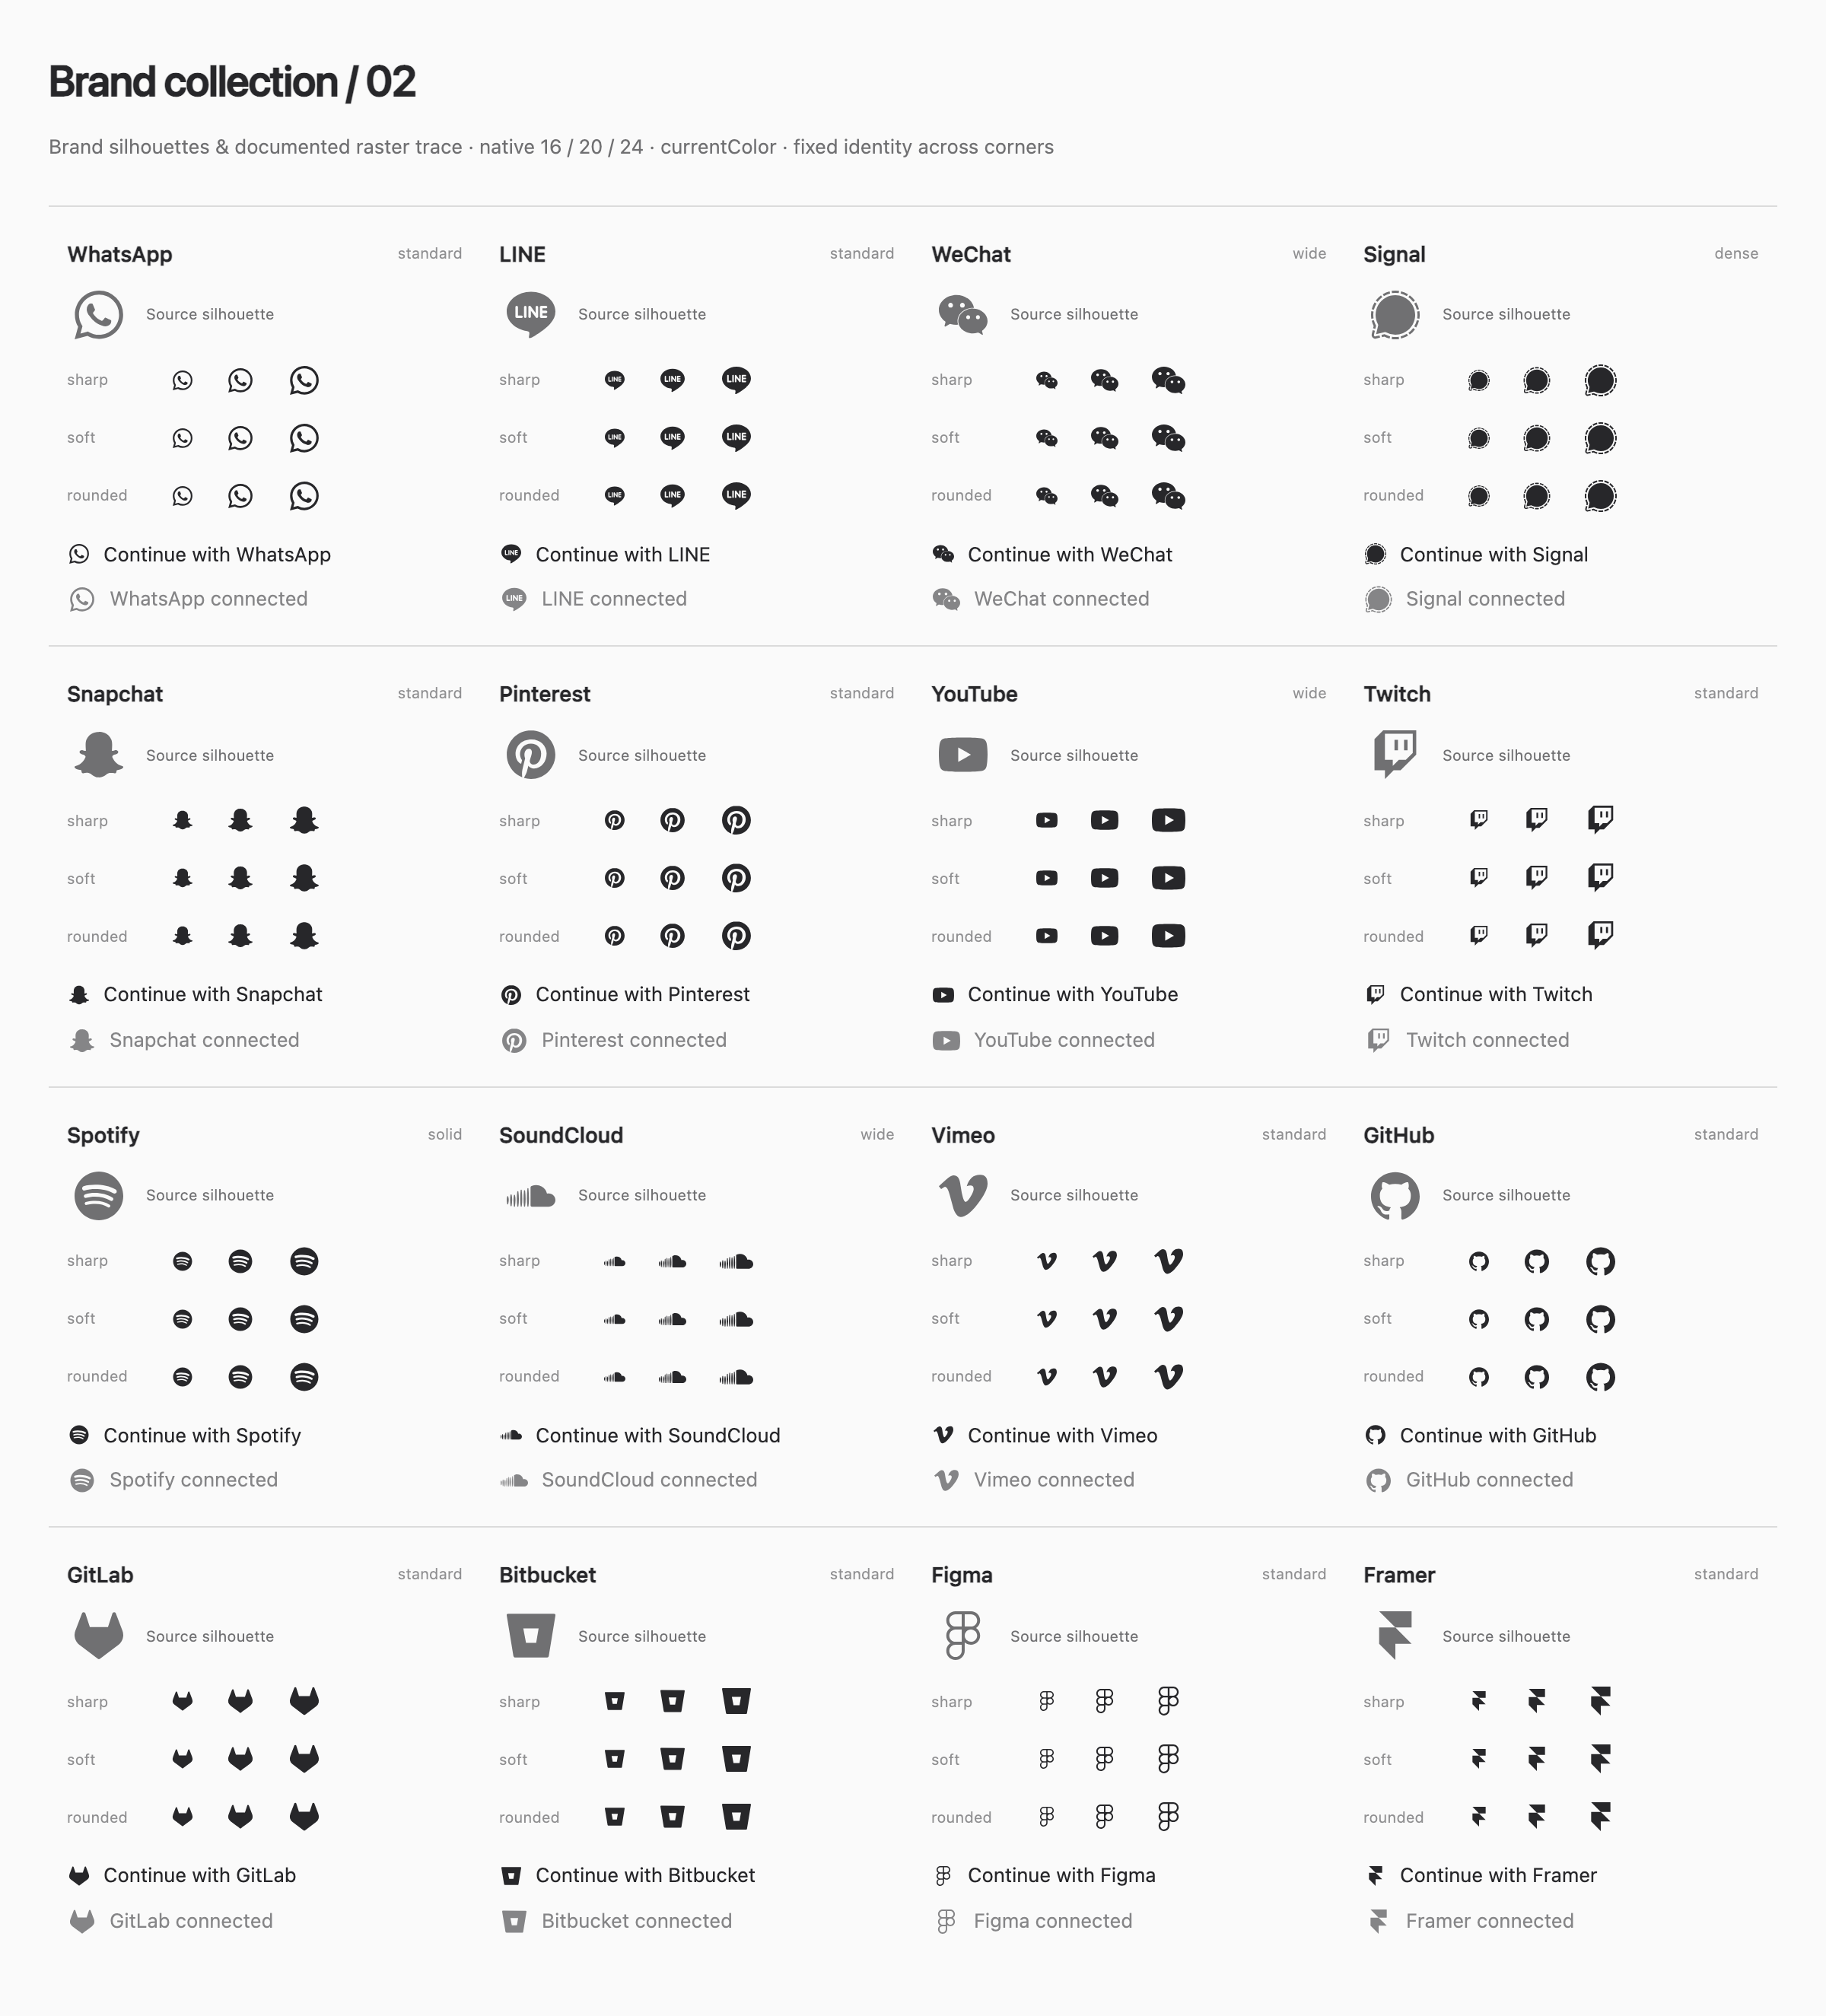 Brand collection / 02
Brand silhouettes & documented raster trace · native 16 / 20 / 24 · currentColor · fixed identity across corners
WhatsApp standard
Source silhouette
sharp
soft
rounded
Continue with WhatsApp
WhatsApp connected
LINE standard
LINE Source silhouette
sharp LINE LINE LINE
soft LINE LINE LINE
rounded LINE LINE LINE
LINE Continue with LINE
LINE LINE connected
WeChat wide
Source silhouette
sharp
soft
rounded
Continue with WeChat
WeChat connected
Signal dense
Source silhouette
sharp
soft
rounded
Continue with Signal
Signal connected
Snapchat standard
Source silhouette
sharp
soft
rounded
Continue with Snapchat
Snapchat connected
Pinterest standard
Source silhouette
sharp
soft
rounded
Continue with Pinterest
Pinterest connected
YouTube wide
Source silhouette
sharp
soft
rounded
Continue with YouTube
YouTube connected
Twitch standard
Source silhouette
sharp
soft
rounded
Continue with Twitch
Twitch connected
Spotify solid
Source silhouette
sharp
soft
rounded
Continue with Spotify
Spotify connected
SoundCloud wide
Source silhouette
sharp
soft
rounded
Continue with SoundCloud
SoundCloud connected
Vimeo standard
Source silhouette
sharp
soft
rounded
Continue with Vimeo
Vimeo connected
GitHub standard
Source silhouette
sharp
soft
rounded
Continue with GitHub
GitHub connected
GitLab standard
Source silhouette
sharp
soft
rounded
Continue with GitLab
GitLab connected
Bitbucket standard
Source silhouette
sharp
soft
rounded
Continue with Bitbucket
Bitbucket connected
Figma standard
Source silhouette
sharp
soft
rounded
Continue with Figma
Figma connected
Framer standard
Source silhouette
sharp
soft
rounded
Continue with Framer
Framer connected